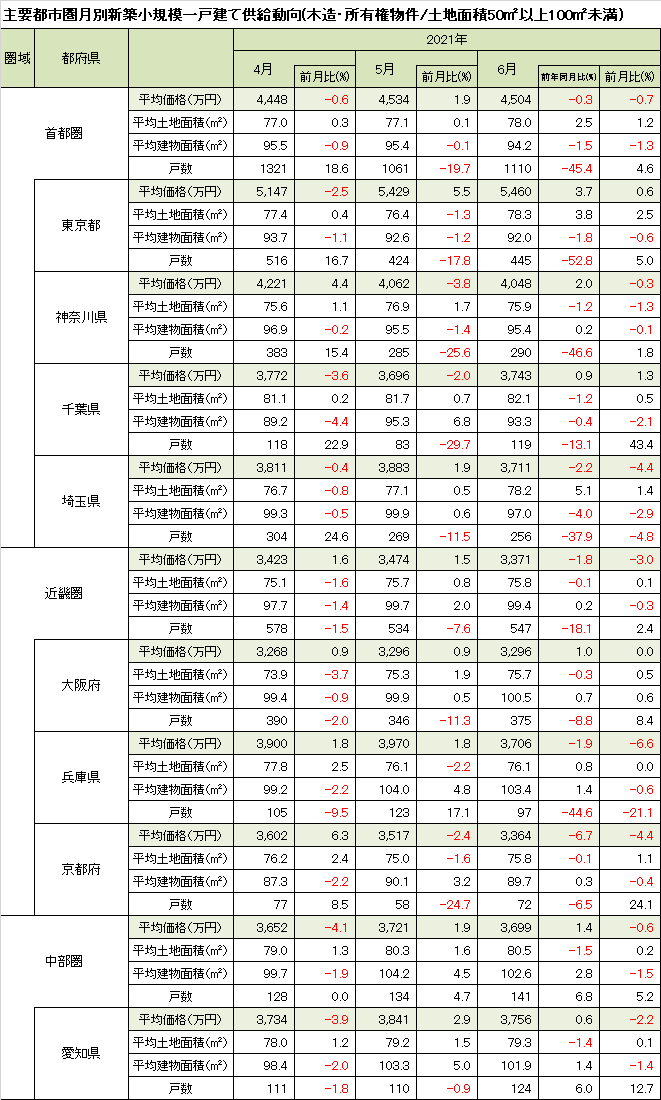 主要都市圏月別新築小規模一戸建て供給動向(木造・所有権物件/土地面積50㎡以上100㎡未満)
圏域 都府県 2021年
4月 前月比(%) 5月 前月比(%) 6月 前年同月比(%) 前月比(%)
首都圏
平均価格(万円) 4,448 -0.6 4,534 1.9 4,504 -0.3 -0.7
平均土地面積(㎡) 77.0 0.3 77.1 0.1 78.0 2.5 1.2
平均建物面積(㎡) 95.5 -0.9 95.4 -0.1 94.2 -1.5 -1.3
戸数 1321 18.6 1061 -19.7 1110 -45.4 4.6
東京都
平均価格(万円) 5,147 -2.5 5,429 5.5 5,460 3.7 0.6
平均土地面積(㎡) 77.4 0.4 76.4 -1.3 78.3 3.8 2.5
平均建物面積(㎡) 93.7 -1.1 92.6 -1.2 92.0 -1.8 -0.6
戸数 516 16.7 424 -17.8 445 -52.8 5.0
神奈川県
平均価格(万円) 4,221 4.4 4,062 -3.8 4,048 2.0 -0.3
平均土地面積(㎡) 75.6 1.1 76.9 1.7 75.9 -1.2 -1.3
平均建物面積(㎡) 96.9 -0.2 95.5 -1.4 95.4 0.2 -0.1
戸数 383 15.4 285 -25.6 290 -46.6 1.8
千葉県
平均価格(万円) 3,772 -3.6 3,696 -2.0 3,743 0.9 1.3
平均土地面積(㎡) 81.1 0.2 81.7 0.7 82.1 -1.2 0.5
平均建物面積(㎡) 89.2 -4.4 95.3 6.8 93.3 -0.4 -2.1
戸数 118 22.9 83 -29.7 119 -13.1 43.4
埼玉県
平均価格(万円) 3,811 -0.4 3,883 1.9 3,711 -2.2 -4.4
平均土地面積(㎡) 76.7 -0.8 77.1 0.5 78.2 5.1 1.4
平均建物面積(㎡) 99.3 -0.5 99.9 0.6 97.0 -4.0 -2.9
戸数 304 24.6 269 -11.5 256 -37.9 -4.8
近畿圏
平均価格(万円) 3,423 1.6 3,474 1.5 3,371 -1.8 -3.0
平均土地面積(㎡) 75.1 -1.6 75.7 0.8 75.8 -0.1 0.1
平均建物面積(㎡) 97.7 -1.4 99.7 2.0 99.4 0.2 -0.3
戸数 578 -1.5 534 -7.6 547 -18.1 2.4
大阪府
平均価格(万円) 3,268 0.9 3,296 0.9 3,296 1.0 0.0
平均土地面積(㎡) 73.9 -3.7 75.3 1.9 75.7 -0.3 0.5
平均建物面積(㎡) 99.4 -0.9 99.9 0.5 100.5 0.7 0.6
戸数 390 -2.0 346 -11.3 375 -8.8 8.4
兵庫県
平均価格(万円) 3,900 1.8 3,970 1.8 3,706 -1.9 -6.6
平均土地面積(㎡) 77.8 2.5 76.1 -2.2 76.1 0.8 0.0
平均建物面積(㎡) 99.2 -2.2 104.0 4.8 103.4 1.4 -0.6
戸数 105 -9.5 123 17.1 97 -44.6 -21.1
京都府
平均価格(万円) 3,602 6.3 3,517 -2.4 3,364 -6.7 -4.4
平均土地面積(㎡) 76.2 2.4 75.0 -1.6 75.8 -0.1 1.1
平均建物面積(㎡) 87.3 -2.2 90.1 3.2 89.7 0.3 -0.4
戸数 77 8.5 58 -24.7 72 -6.5 24.1
中部圏
平均価格(万円) 3,652 -4.1 3,721 1.9 3,699 1.4 -0.6
平均土地面積(㎡) 79.0 1.3 80.3 1.6 80.5 -1.5 0.2
平均建物面積(㎡) 99.7 -1.9 104.2 4.5 102.6 2.8 -1.5
戸数 128 0.0 134 4.7 141 6.8 5.2
愛知県
平均価格(万円) 3,734 -3.9 3,841 2.9 3,756 0.6 -2.2
平均土地面積(㎡) 78.0 1.2 79.2 1.5 79.3 -1.4 0.1
平均建物面積(㎡) 98.4 -2.0 103.3 5.0 101.9 1.4 -1.4
戸数 111 -1.8 110 -0.9 124 6.0 12.7